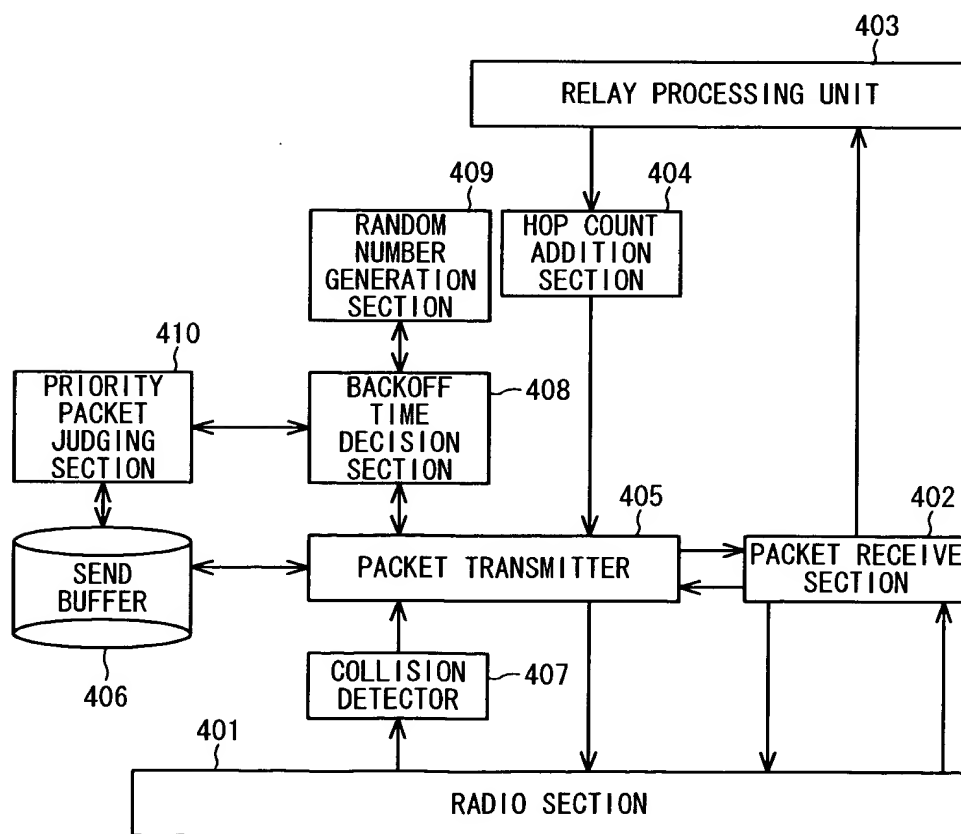 403
RELAY PROCESSING UNIT
409
RANDOM
NUMBER
GENERATION
SECTION
404
HOP COUNT
ADDITION
SECTION
410
PRIORITY
PACKET
JUDGING
SECTION
BACKOFF
TIME
DECISION
SECTION
408
405
PACKET TRANSMITTER
402
PACKET RECEIVE
SECTION
SEND
BUFFER
406
COLLISION
DETECTOR
407
401
RADIO SECTION